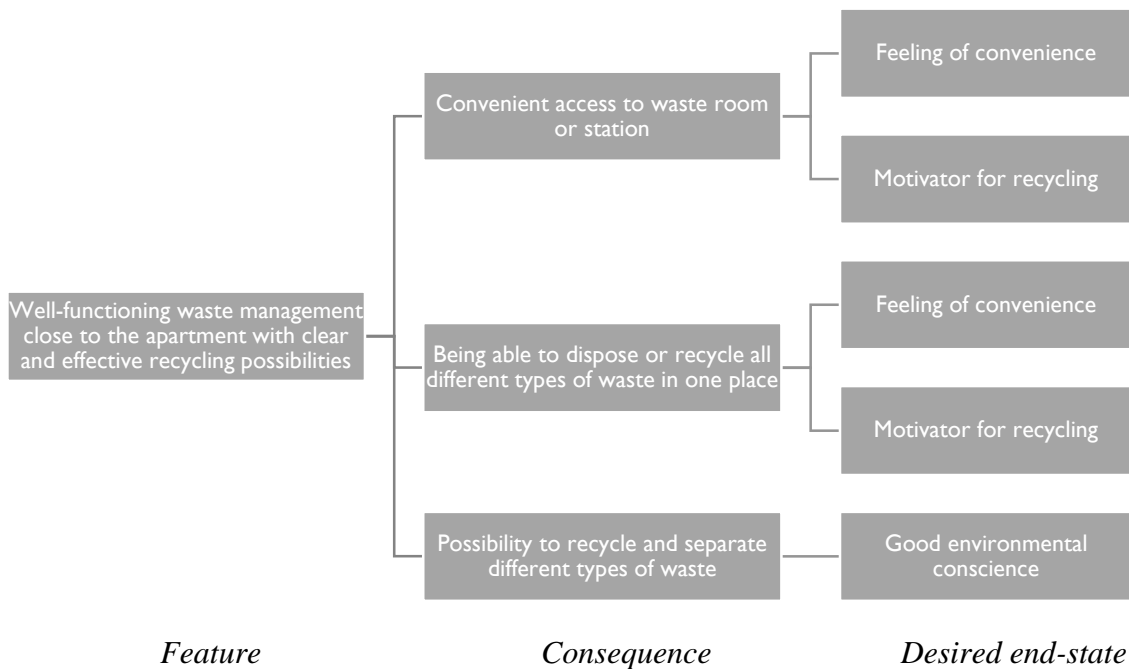 Feeling of convenience
Convenient access to waste room
or station
Motivator for recycling
Well-functioning waste management
close to the apartment with clear
and effective recycling possibilities
Feeling of convenience
Being able to dispose or recycle all
different types of waste in one place
Motivator for recycling
Possibility to recycle and separate
different types of waste
Good environmental
conscience
Feature
Consequence
Desired end-state